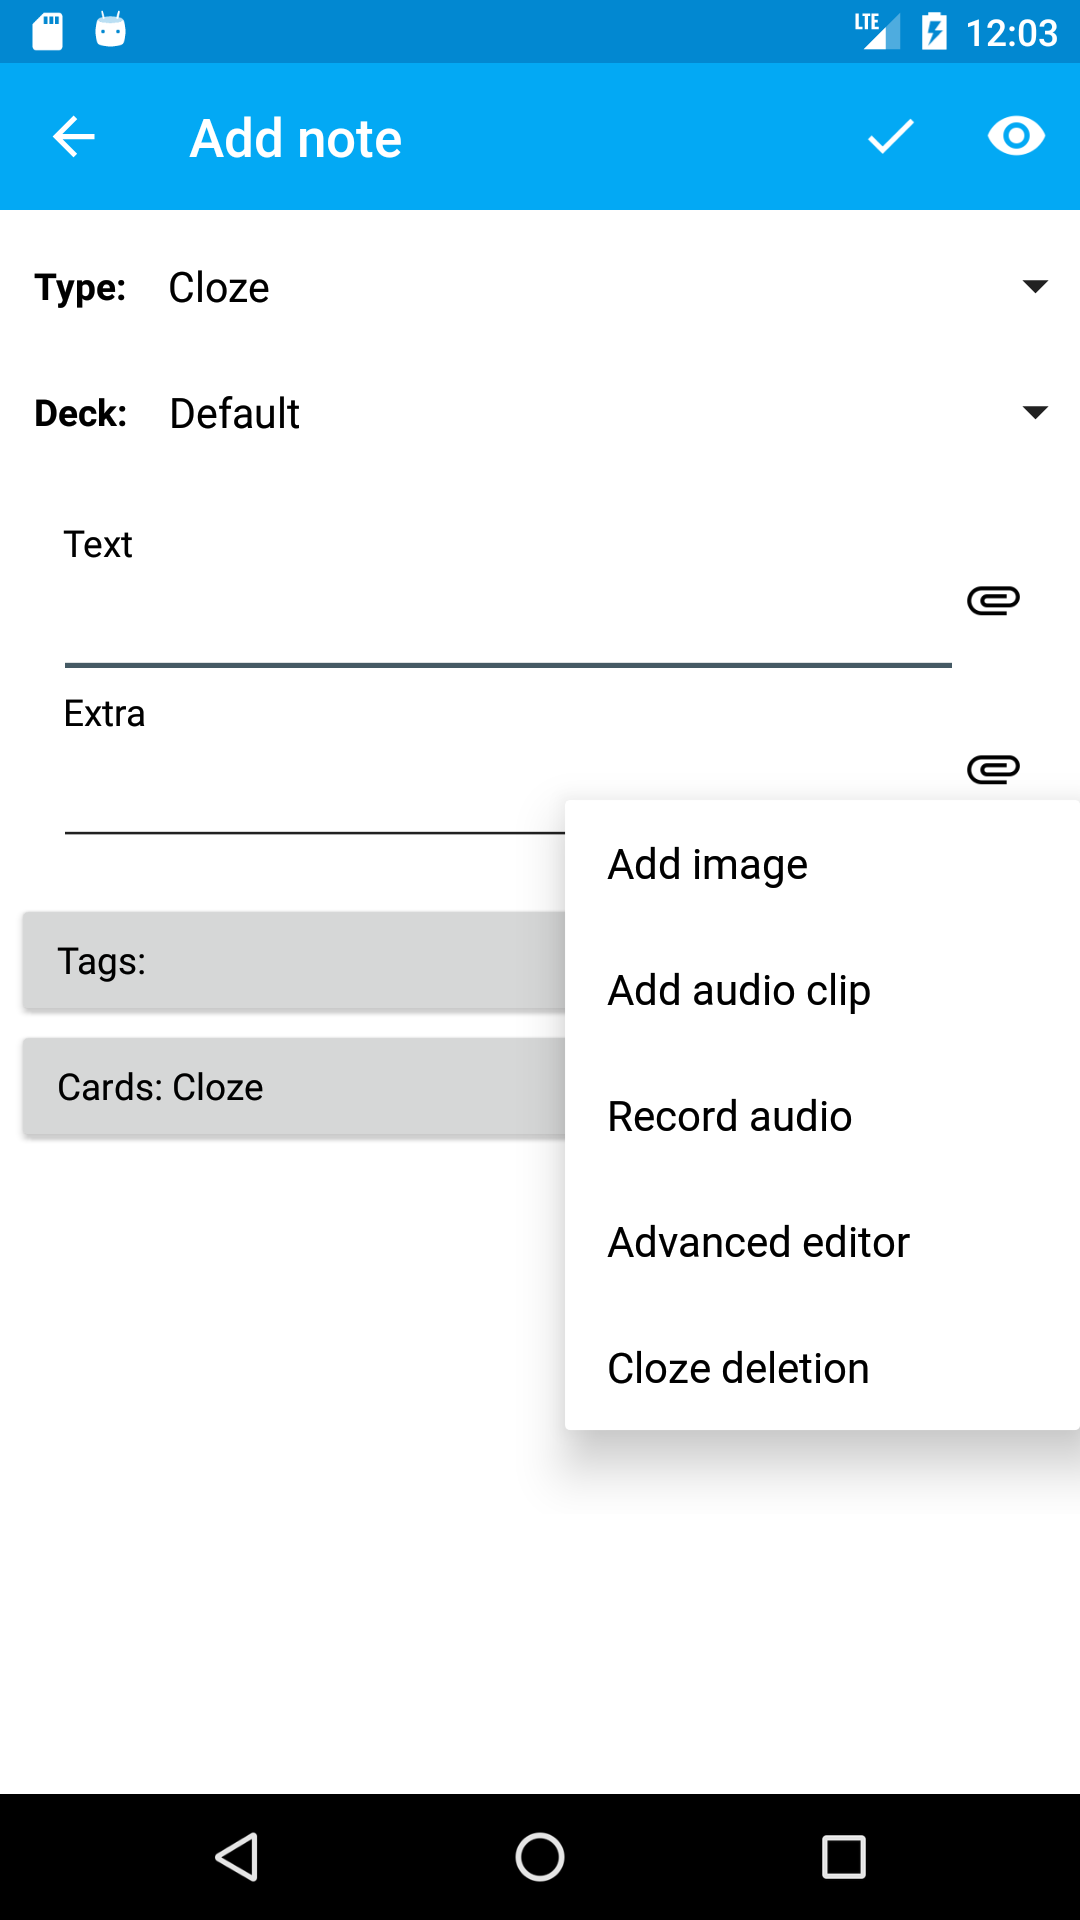 LTE 12:03
Add note
Type: Cloze
Deck: Default
Text
Extra
Add image
Tags:
Add audio clip
Cards: Cloze
Record audio
Advanced editor
Cloze deletion